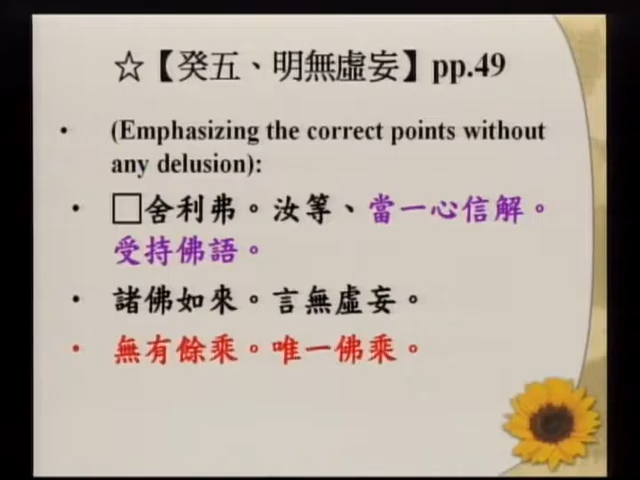 ☆【癸五、明無虛妄】pp.49
• (Emphasizing the correct points without
any delusion):
• □舍利弗。汝等、當一心信解。
受持佛語。
• 諸佛如來。言無虛妄。
• 無有餘乘。唯一佛乘。